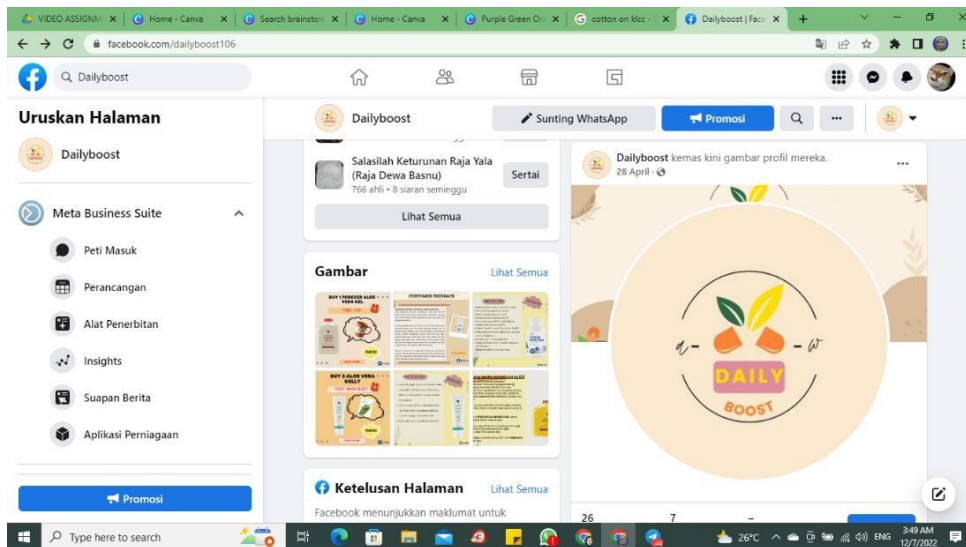 VIDEO ASSIGNM
Home - Canva
Search brainstorm
Home - Canva
Purple Green Or
cotton on klcc -
Dailyboost | Face
facebook.com/dailyboost106
Dailyboost
Uruskan Halaman
Dailyboost
Meta Business Suite
Peti Masuk
Perancangan
Alat Penerbitan
Insights
Suapan Berita
Aplikasi Perniagaan
Promosi
Dailyboost
Sunting WhatsApp
Promosi
Salasilah Keturunan Raja Yala
(Raja Dewa Basnu)
766 ahli • 8 siaran seminggu
Sertai
Lihat Semua
Gambar
Lihat Semua
BUY 1 FOREVER ALOE
VERA GEL
CUSTOMER FEEDBACK
BUY 2 ALOE VERA
GELLY
Ketelusan Halaman
Lihat Semua
Facebook menunjukkan maklumat untuk
Dailyboost kemas kini gambar profil mereka.
28 April
a - - w
DAILY
BOOST
26
7
–
Type here to search
26°C
ENG
3:49 AM
12/7/2022